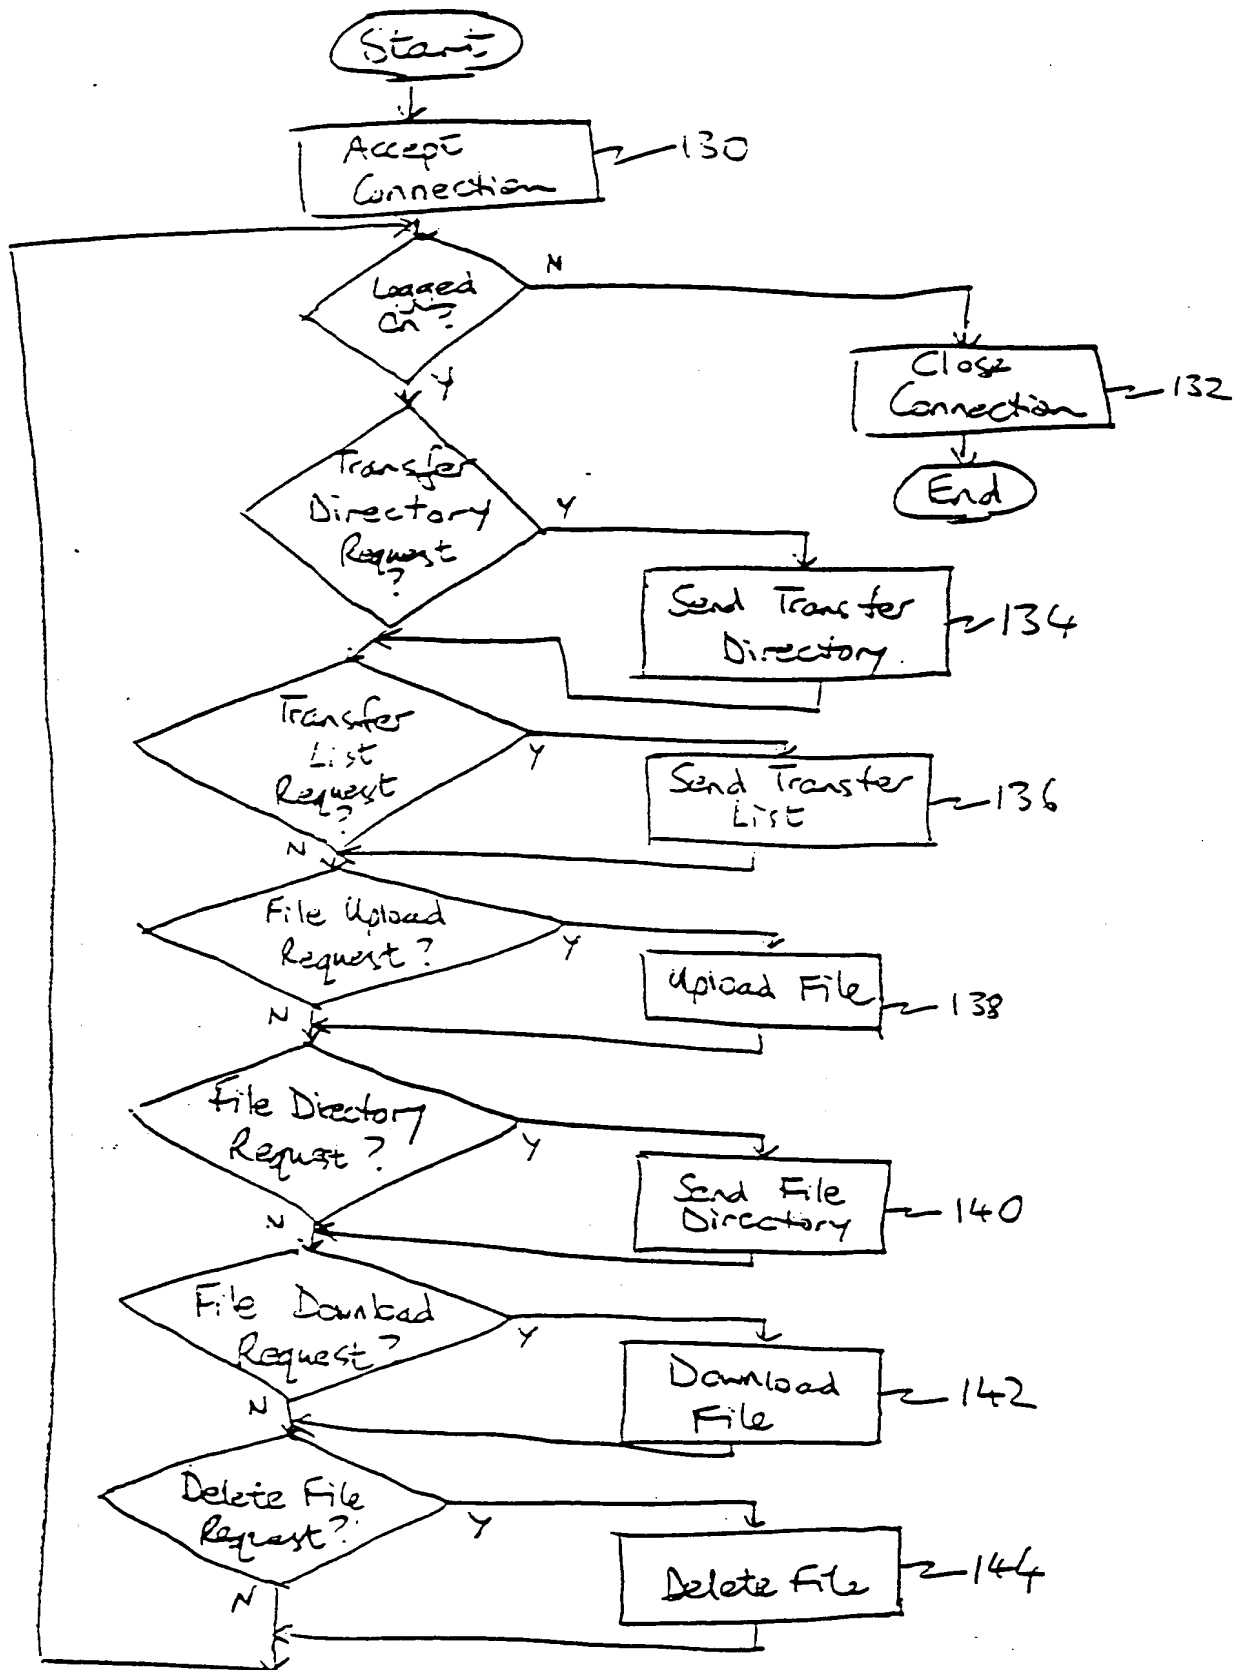 Start
Accept
Connection
130
Logged
On?
N
Y
Close
Connection
132
End
Transfer
Directory
Request
?
Y
Send Transfer
Directory.
134
Transfer
List
Request
?
Y
N
Send Transfer
List
136
File Upload
Request?
Y
N
Upload File
138
File Directory
Request?
Y
N
Send File
Directory
140
File Download
Request?
Y
N
Download
File
142
Delete File
Request?
Y
N
Delete File
144